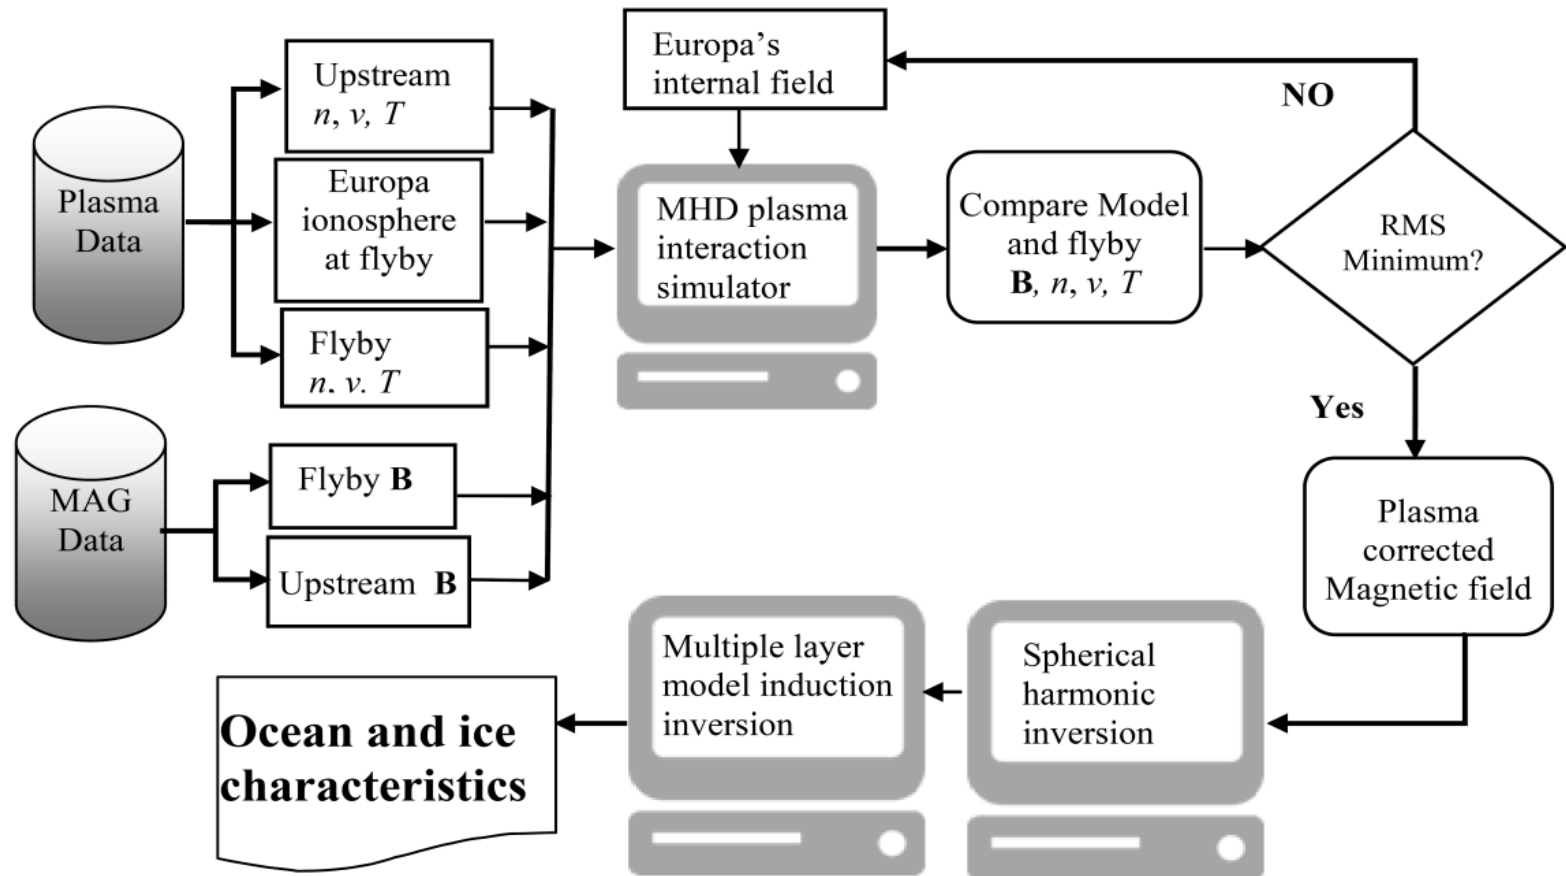 Plasma
Data
Upstream
n, v, T
Europa
ionosphere
at flyby
Flyby
n, v. T
MAG
Data
Flyby B
Upstream B
Europa's
internal field
MHD plasma
interaction
simulator
Compare Model
and flyby
B, n, v, T
RMS
Minimum?
NO
Yes
Plasma
corrected
Magnetic field
Spherical
harmonic
inversion
Multiple layer
model induction
inversion
Ocean and ice
characteristics